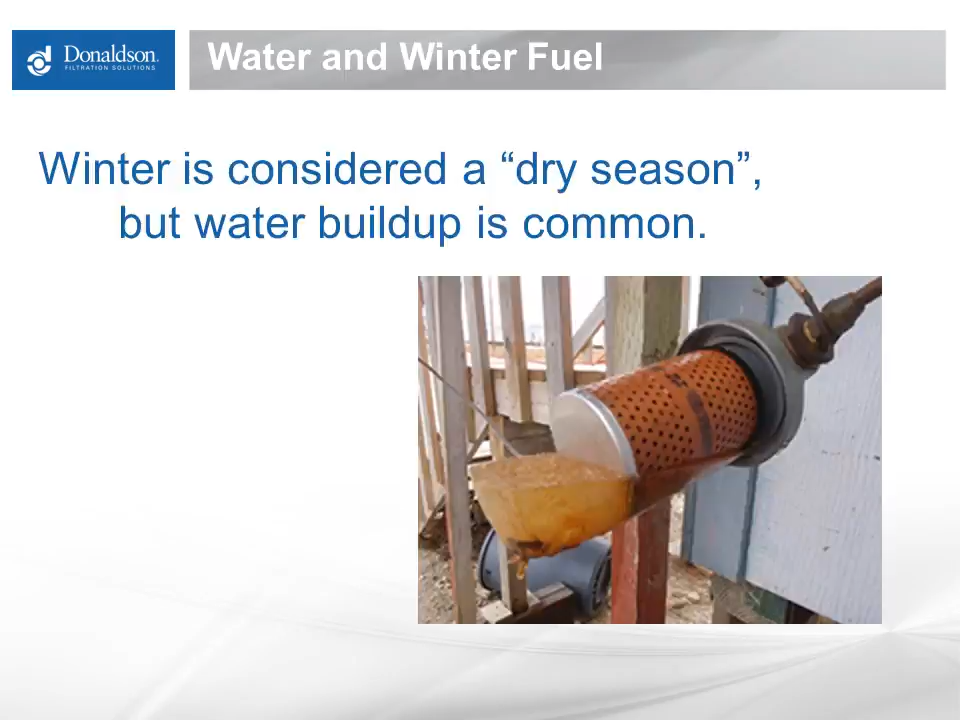 Donaldson.
FILTRATION SOLUTIONS
Water and Winter Fuel
Winter is considered a “dry season”,
but water buildup is common.